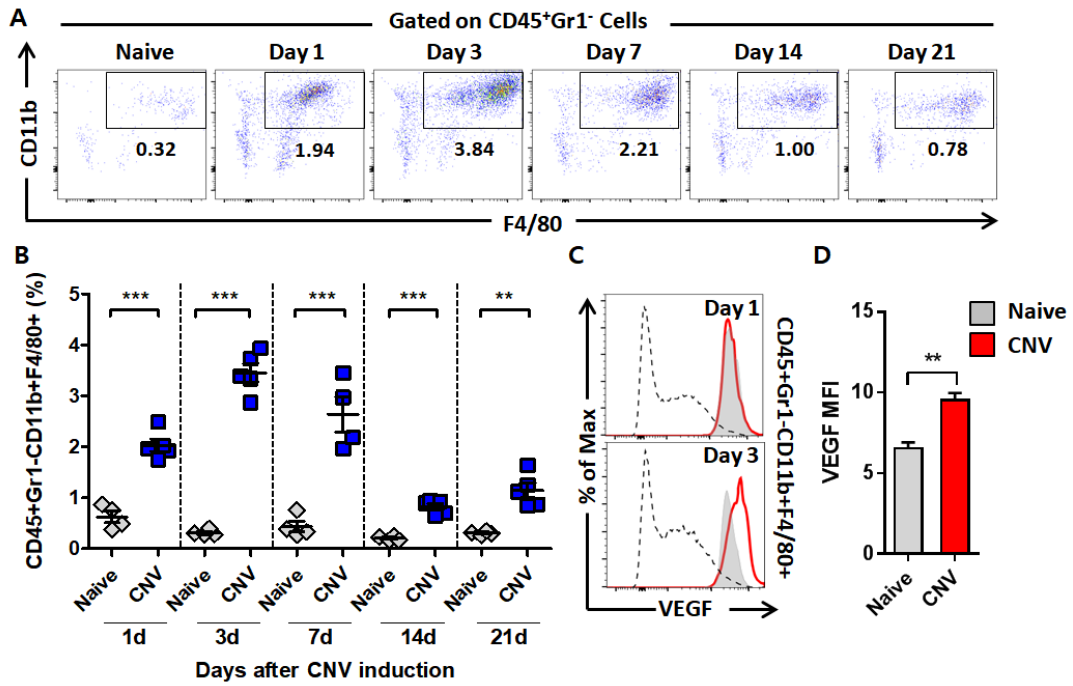 A
Gated on CD45+Gr1- Cells
Naive Day 1 Day 3 Day 7 Day 14 Day 21
CD11b
0.32 1.94 3.84 2.21 1.00 0.78
F4/80
B
CD45+Gr1-CD11b+F4/80+ (%)
5
4
3
2
1
0
*** *** *** *** **
Naive CNV Naive CNV Naive CNV Naive CNV Naive CNV
1d 3d 7d 14d 21d
Days after CNV induction
C
% of Max
Day 1
Day 3
CD45+Gr1-CD11b+F4/80+
VEGF
D
Naive
CNV
VEGF MFI
15
10
5
0
**
Naive CNV